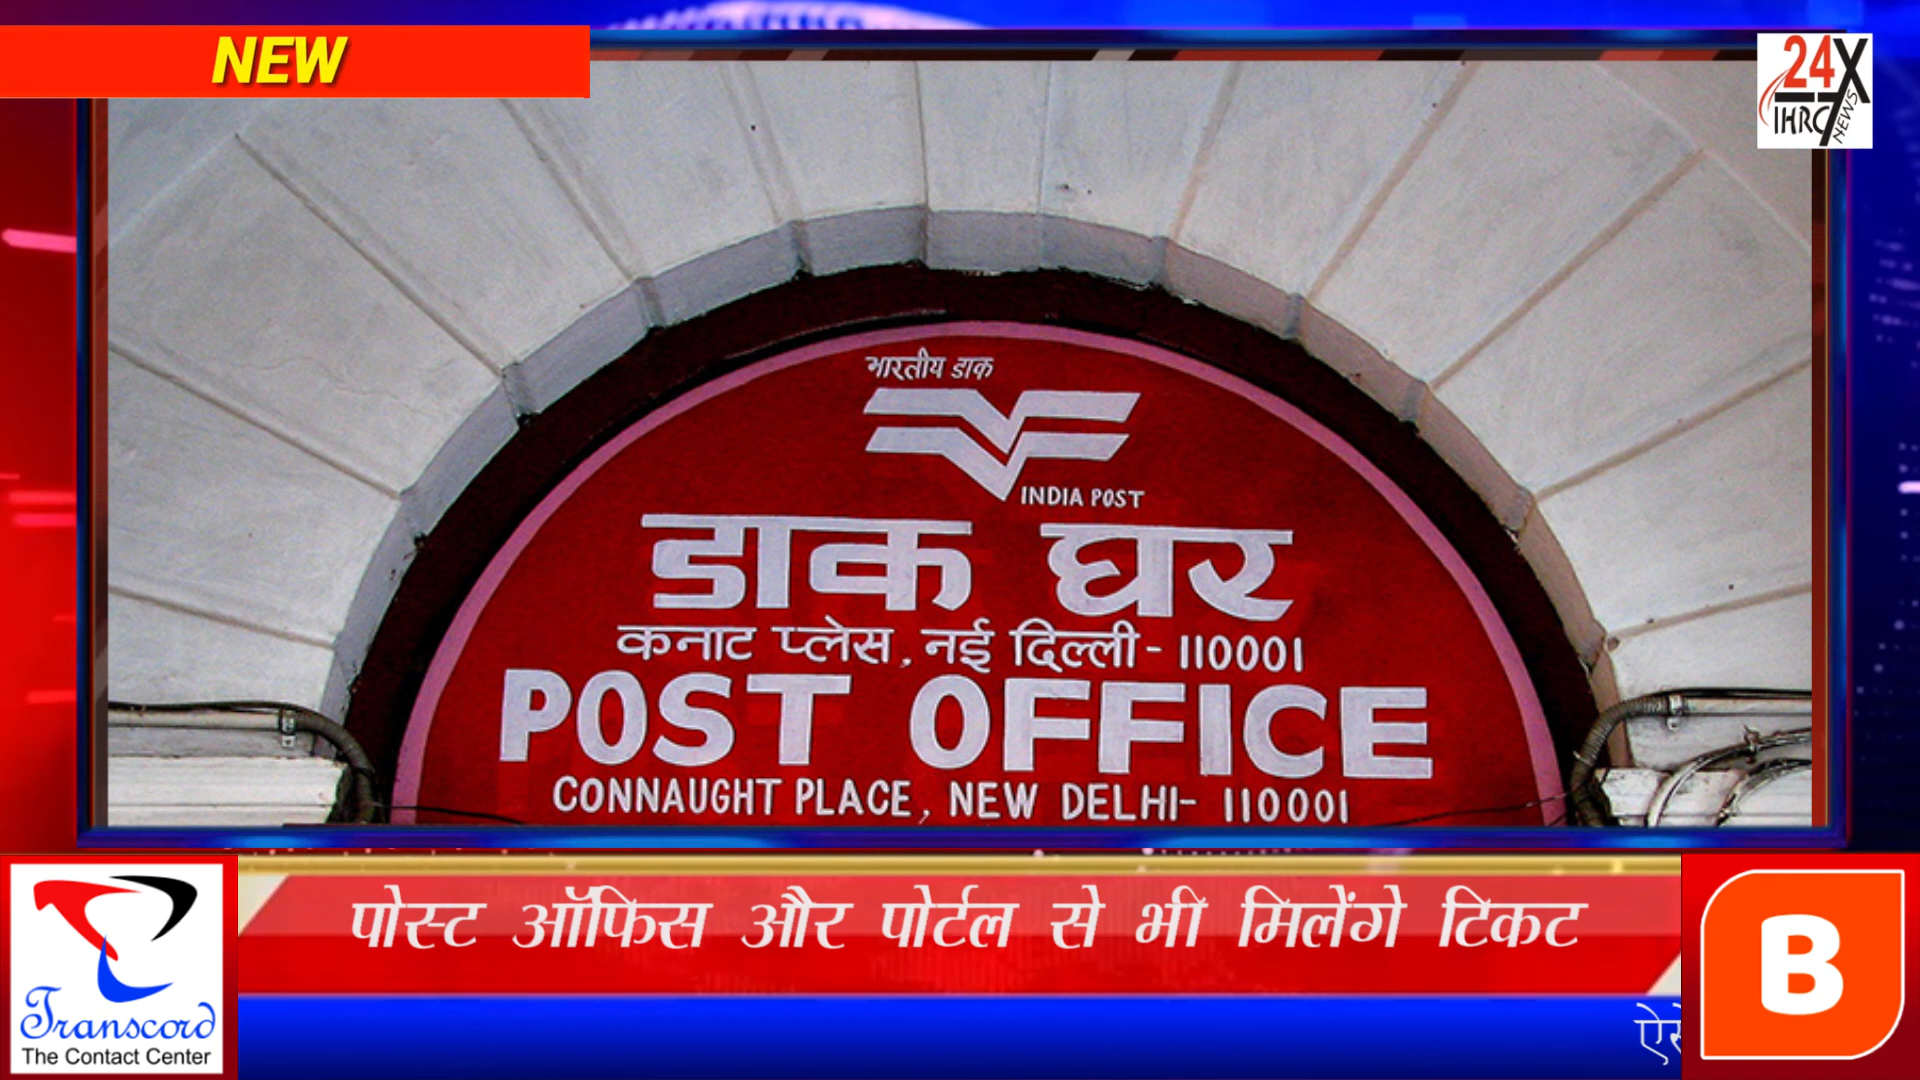 NEW
24X7
IHRC NEWS
भारतीय डाक
INDIA POST
डाक घर
कनाट प्लेस, नई दिल्ली - 110001
POST OFFICE
CONNAUGHT PLACE, NEW DELHI- 110001
पोस्ट ऑफिस और पोर्टल से भी मिलेंगे टिकट
Transcord
The Contact Center
B